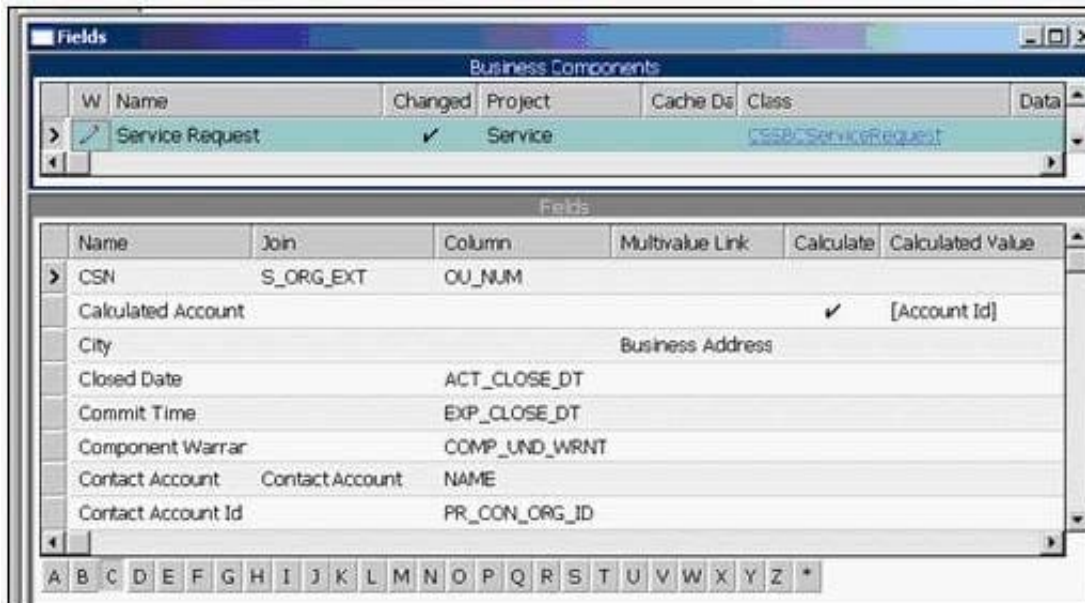 Fields
Business Components
W Name Changed Project Cache Da Class Data
Service Request ✔ Service CSSBCServiceRequest
Fields
Name Join Column Multivalue Link Calculate Calculated Value
CSN S_ORG_EXT OU_NUM
Calculated Account ✔ [Account Id]
City Business Address
Closed Date ACT_CLOSE_DT
Commit Time EXP_CLOSE_DT
Component Warrar COMP_UND_WRNT
Contact Account Contact Account NAME
Contact Account Id PR_CON_ORG_ID
A B C D E F G H I J K L M N O P Q R S T U V W X Y Z *